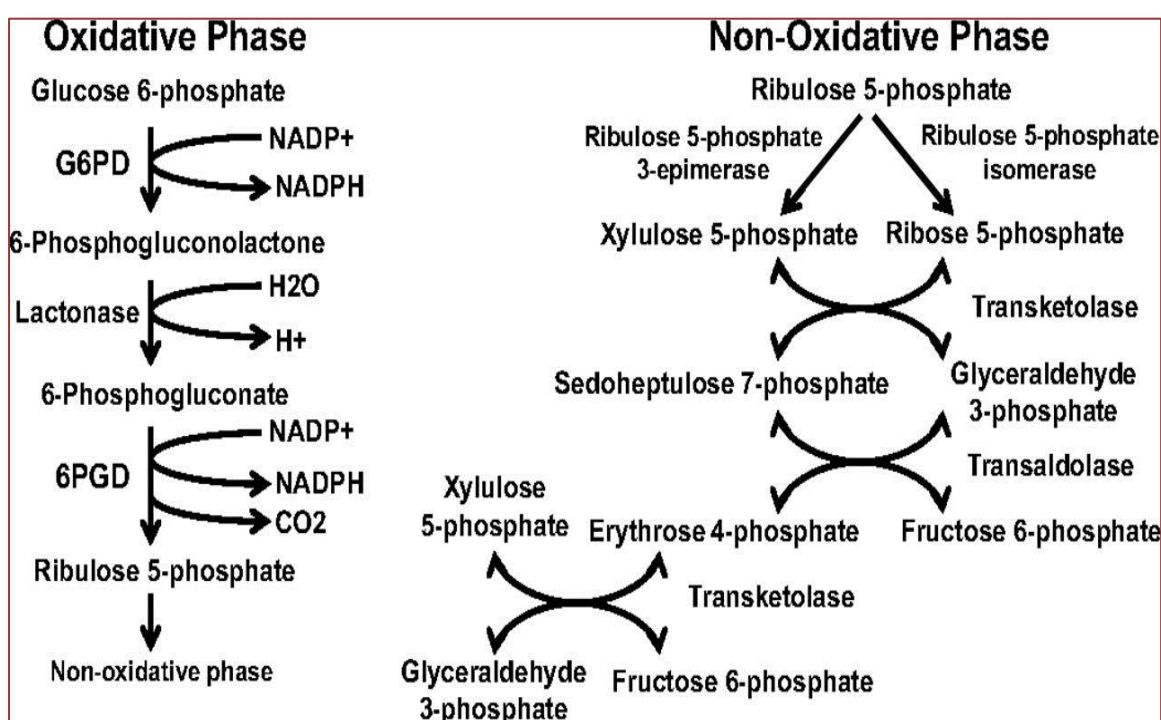 Oxidative Phase
Glucose 6-phosphate
NADP+
G6PD
NADPH
6-Phosphogluconolactone
H2O
Lactonase
H+
6-Phosphogluconate
NADP+
6PGD
NADPH
CO2
Ribulose 5-phosphate
Non-oxidative phase
Non-Oxidative Phase
Ribulose 5-phosphate
Ribulose 5-phosphate
3-epimerase
Ribulose 5-phosphate
isomerase
Xylulose 5-phosphate
Ribose 5-phosphate
Transketolase
Sedoheptulose 7-phosphate
Glyceraldehyde
3-phosphate
Transaldolase
Xylulose
5-phosphate
Erythrose 4-phosphate
Fructose 6-phosphate
Transketolase
Glyceraldehyde
3-phosphate
Fructose 6-phosphate